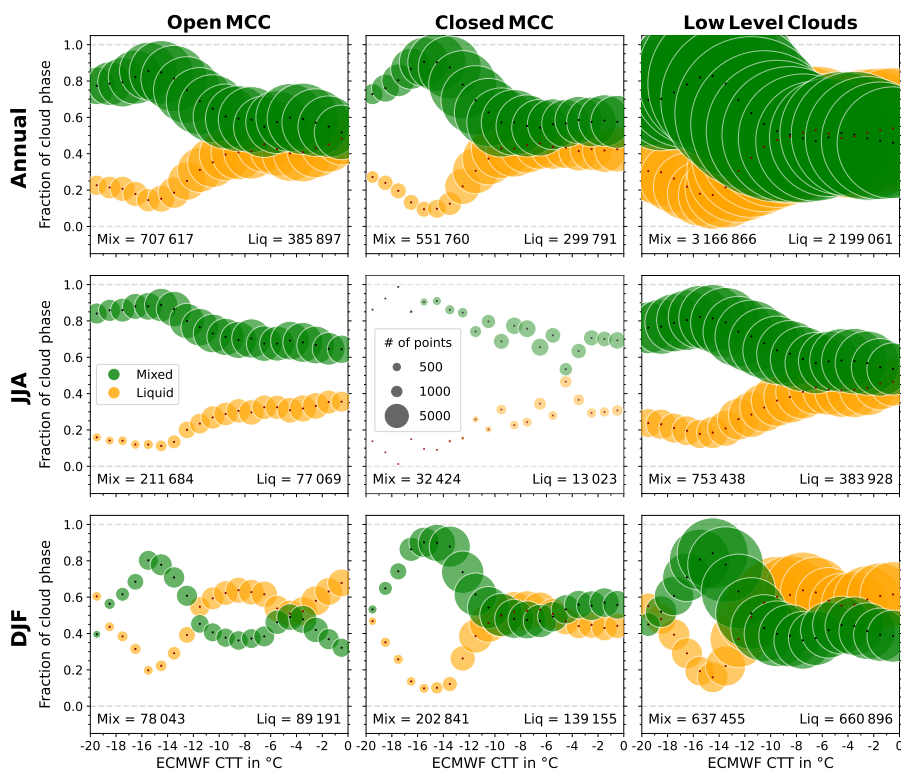 Open MCC
Closed MCC
Low Level Clouds
Annual
Fraction of cloud phase
1.0
0.8
0.6
0.4
0.2
0.0
Mix = 707 617
Liq = 385 897
Mix = 551 760
Liq = 299 791
Mix = 3 166 866
Liq = 2 199 061
JJA
Fraction of cloud phase
1.0
0.8
0.6
0.4
0.2
0.0
Mixed
Liquid
Mix = 211 684
Liq = 77 069
# of points
500
1000
5000
Mix = 32 424
Liq = 13 023
Mix = 753 438
Liq = 383 928
DJF
Fraction of cloud phase
1.0
0.8
0.6
0.4
0.2
0.0
Mix = 78 043
Liq = 89 191
Mix = 202 841
Liq = 139 155
Mix = 637 455
Liq = 660 896
-20 -18 -16 -14 -12 -10 -8 -6 -4 -2 0
-20 -18 -16 -14 -12 -10 -8 -6 -4 -2 0
-20 -18 -16 -14 -12 -10 -8 -6 -4 -2 0
ECMWF CTT in °C
ECMWF CTT in °C
ECMWF CTT in °C